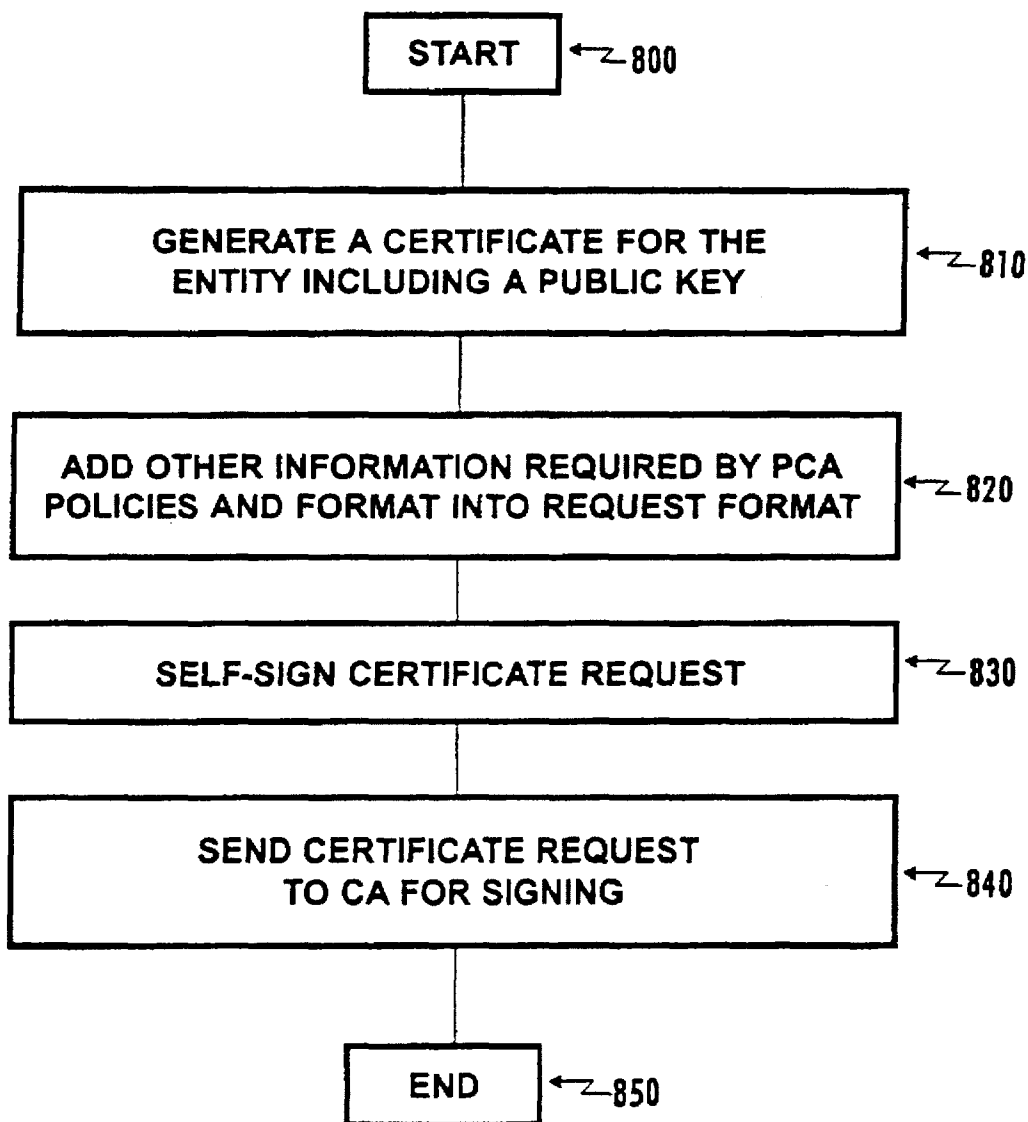 START
800
GENERATE A CERTIFICATE FOR THE
ENTITY INCLUDING A PUBLIC KEY
810
ADD OTHER INFORMATION REQUIRED BY PCA
POLICIES AND FORMAT INTO REQUEST FORMAT
820
SELF-SIGN CERTIFICATE REQUEST
830
SEND CERTIFICATE REQUEST
TO CA FOR SIGNING
840
END
850